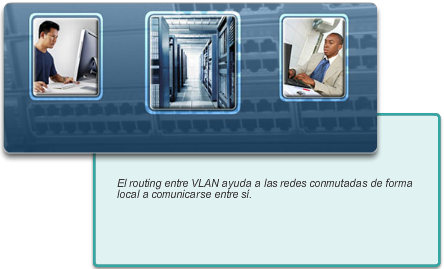 El routing entre VLAN ayuda a las redes conmutadas de forma
local a comunicarse entre sí.